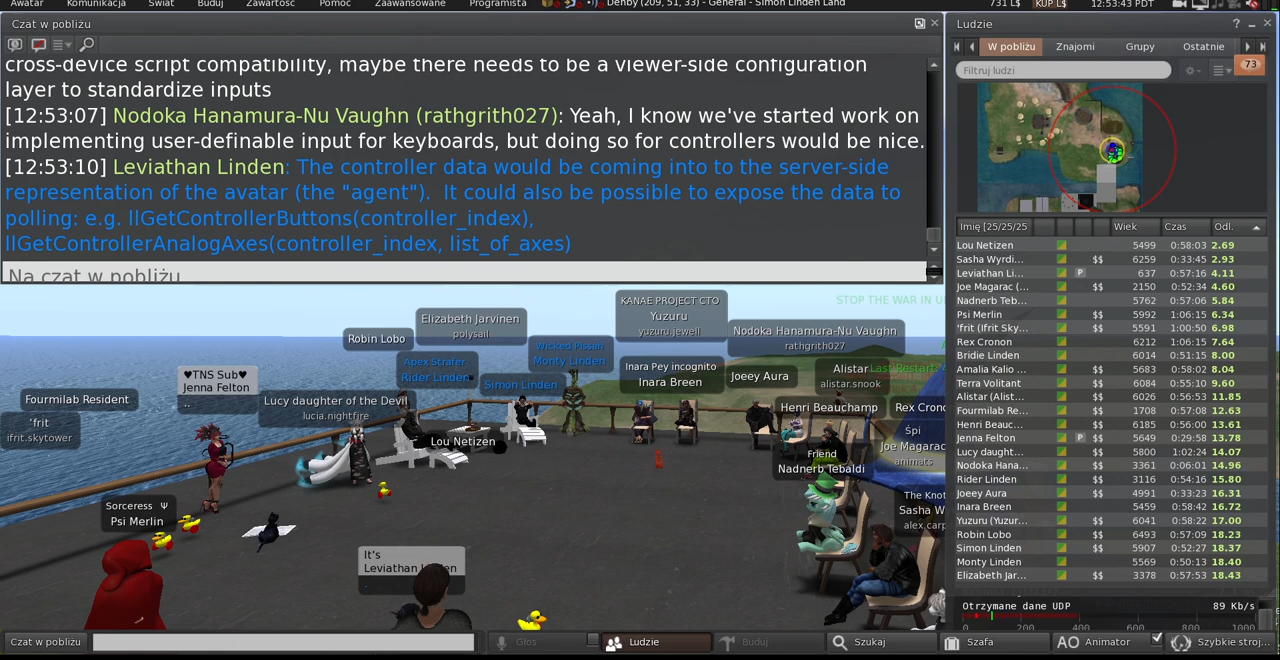 Awatar Komunikacja Świat Buduj Zawartość Pomoc Zaawansowane Programista Denby (209, 51, 33) - General - Simon Linden Land 731 L$ KUP L$ 12:53:43 PDT
Czat w pobliżu
cross-device script compatibility, maybe there needs to be a viewer-side configuration
layer to standardize inputs
[12:53:07] Nodoka Hanamura-Nu Vaughn (rathgrith027): Yeah, I know we've started work on
implementing user-definable input for keyboards, but doing so for controllers would be nice.
[12:53:10] Leviathan Linden: The controller data would be coming into to the server-side
representation of the avatar (the "agent").  It could also be possible to expose the data to
polling: e.g. llGetControllerButtons(controller_index),
llGetControllerAnalogAxes(controller_index, list_of_axes)
Na czat w pobliżu
STOP THE WAR IN U
KANAE PROJECT CTO
Yuzuru
yuzuru.jewell
Elizabeth Jarvinen
polysail
Robin Lobo
Nodoka Hanamura-Nu Vaughn
rathgrith027
Wicked Pissah
Monty Linden
Apex Strafer
Rider Linden
Simon Linden
Inara Pey incognito
Inara Breen
Joeey Aura
Alistar
alistar.snook
Last Restart:
♥TNS Sub♥
Jenna Felton
..
Fourmilab Resident
Lucy daughter of the Devil
lucia.nightfire
Henri Beauchamp
Rex Crono
'frit
ifrit.skytower
Lou Netizen
Śpi
Joe Magarac
animats
Friend
Nadnerb Tebaldi
The Knot
Sasha W
alex.carp
Sorceress Ψ
Psi Merlin
It's
Leviathan L en
Ludzie
W pobliżu Znajomi Grupy Ostatnie
73
Filtruj ludzi
Imię [25/25/25 Wiek Czas Odl.
Lou Netizen 5499 0:58:03 2.69
Sasha Wyrdi... $$ 6259 0:33:45 2.93
Leviathan Li... P 637 0:57:16 4.11
Joe Magarac (... $$ 2150 0:52:34 4.60
Nadnerb Teb... 5762 0:57:06 5.84
Psi Merlin $$ 5992 1:06:15 6.34
'frit (Ifrit Sky... $$ 5591 1:00:50 6.98
Rex Cronon 6212 1:06:15 7.64
Bridie Linden 6014 0:51:15 8.00
Amalia Kalio ... $$ 5683 0:58:02 8.04
Terra Volitant $$ 6084 0:55:10 9.60
Alistar (Alist... $$ 6026 0:56:53 11.85
Fourmilab Re... $$ 1708 0:57:08 12.63
Henri Beauc... $$ 6185 0:56:00 13.61
Jenna Felton P $$ 5649 0:29:58 13.78
Lucy daught... $$ 5800 1:02:24 14.07
Nodoka Hana... $$ 3361 0:06:01 14.96
Rider Linden $$ 3116 0:54:16 15.80
Joeey Aura $$ 4991 0:33:23 16.31
Inara Breen 5459 0:58:42 16.72
Yuzuru (Yuzur... $$ 6041 0:58:22 17.00
Robin Lobo $$ 6493 0:57:09 18.23
Simon Linden $$ 5907 0:52:27 18.37
Monty Linden 5569 0:50:13 18.40
Elizabeth Jar... $$ 3378 0:57:53 18.43
Otrzymane dane UDP 89 Kb/s
0 200 400 600 800 1000
Czat w pobliżu Głos Ludzie Buduj Szukaj Szafa AO Animator Szybkie stroj...